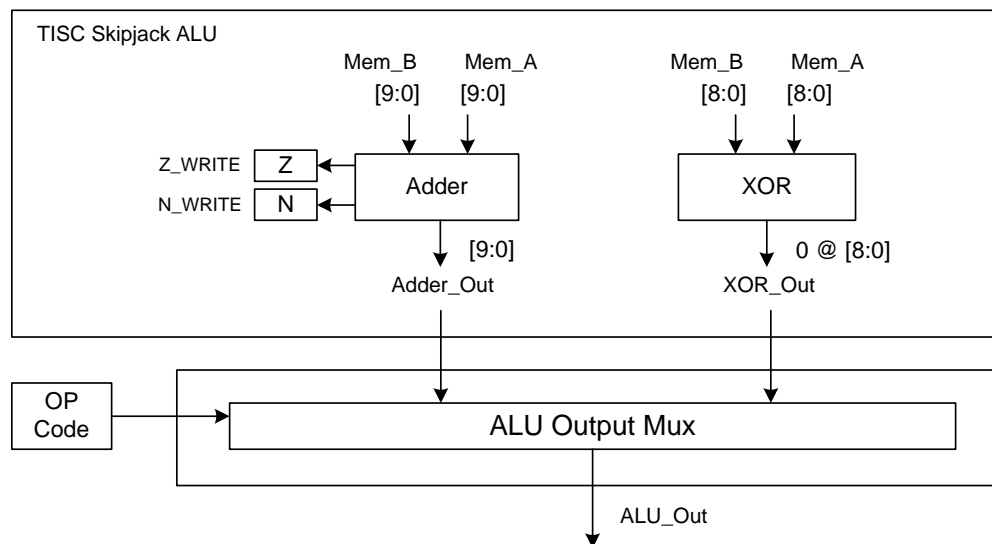 TISC Skipjack ALU
Mem_B Mem_A Mem_B Mem_A
[9:0] [9:0] [8:0] [8:0]
Z_WRITE Z Adder XOR
N_WRITE N
[9:0] 0 @ [8:0]
Adder_Out XOR_Out
OP
Code
ALU Output Mux
ALU_Out